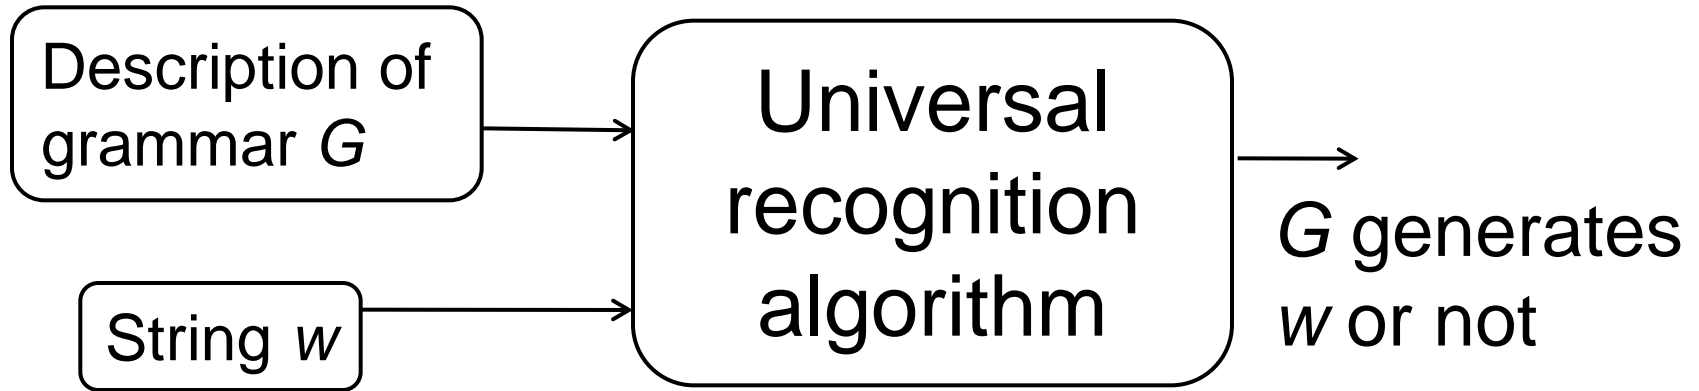 Description of
grammar G
String w
Universal
recognition
algorithm
G generates
w or not